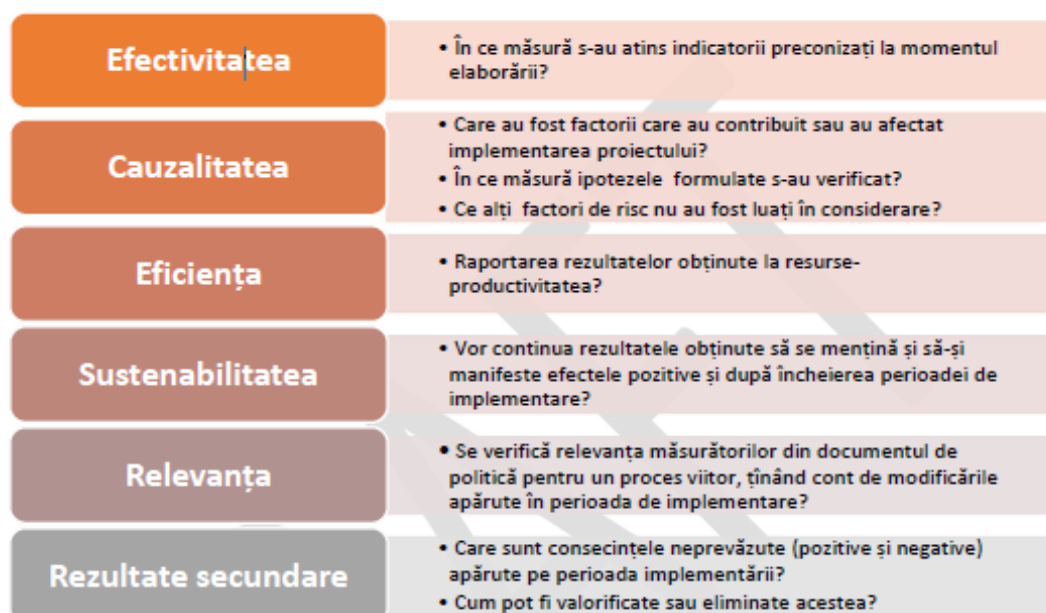 Efectivitatea
• În ce măsură s-au atins indicatorii preconizați la momentul
elaborării?
Cauzalitatea
• Care au fost factorii care au contribuit sau au afectat
implementarea proiectului?
• În ce măsură ipotezele formulate s-au verificat?
• Ce alți factori de risc nu au fost luați în considerare?
Eficiența
• Raportarea rezultatelor obținute la resurse-
productivitatea?
Sustenabilitatea
• Vor continua rezultatele obținute să se mențină și să-și
manifeste efectele pozitive și după încheierea perioadei de
implementare?
Relevanța
• Se verifică relevanța măsurătorilor din documentul de
politică pentru un proces viitor, țînând cont de modificările
apărute în perioada de implementare?
Rezultate secundare
• Care sunt consecințele neprevăzute (pozitive și negative)
apărute pe perioada implementării?
• Cum pot fi valorificate sau eliminate acestea?